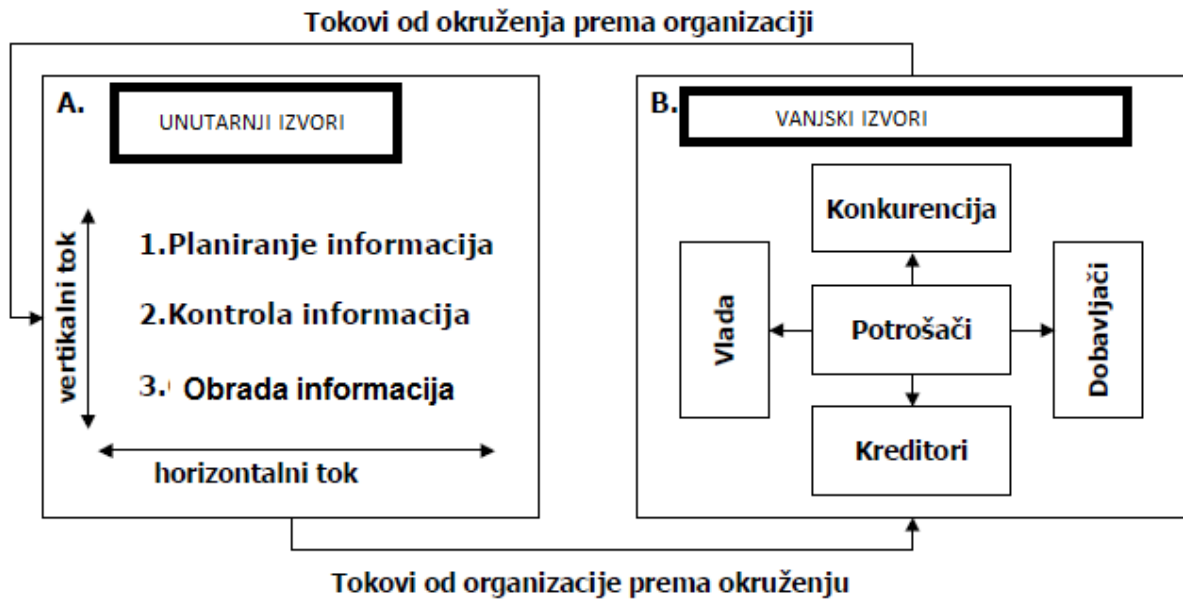 Tokovi od okruženja prema organizaciji
A.
UNUTARNJI IZVORI
vertikalni tok
1.Planiranje informacija
2.Kontrola informacija
3. Obrada informacija
horizontalni tok
B.
VANJSKI IZVORI
Konkurencija
Vlada
Potrošači
Dobavljači
Kreditori
Tokovi od organizacije prema okruženju